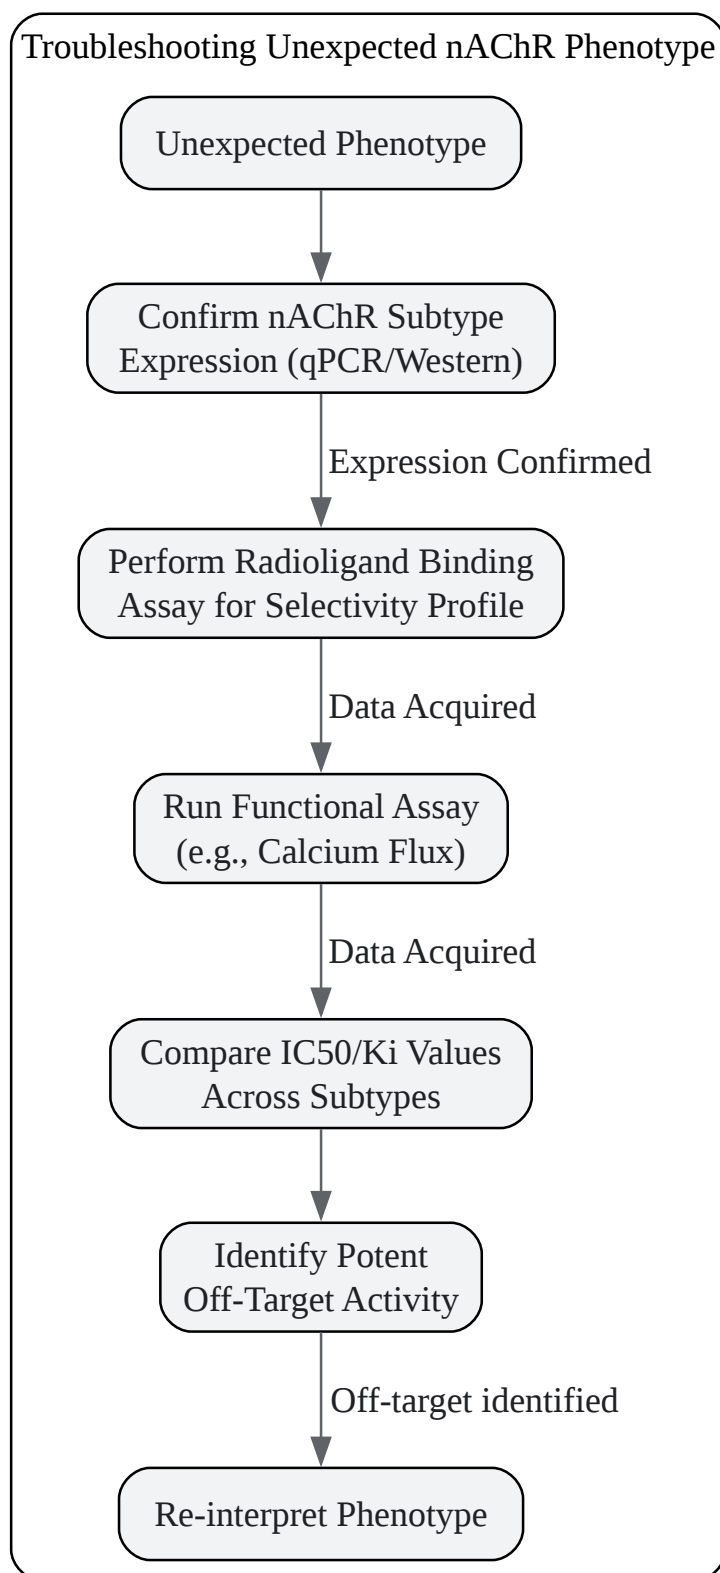 Troubleshooting Unexpected nAChR Phenotype
Unexpected Phenotype
Confirm nAChR Subtype
Expression (qPCR/Western)
Expression Confirmed
Perform Radioligand Binding
Assay for Selectivity Profile
Data Acquired
Run Functional Assay
(e.g., Calcium Flux)
Data Acquired
Compare IC50/Ki Values
Across Subtypes
Identify Potent
Off-Target Activity
Off-target identified
Re-interpret Phenotype